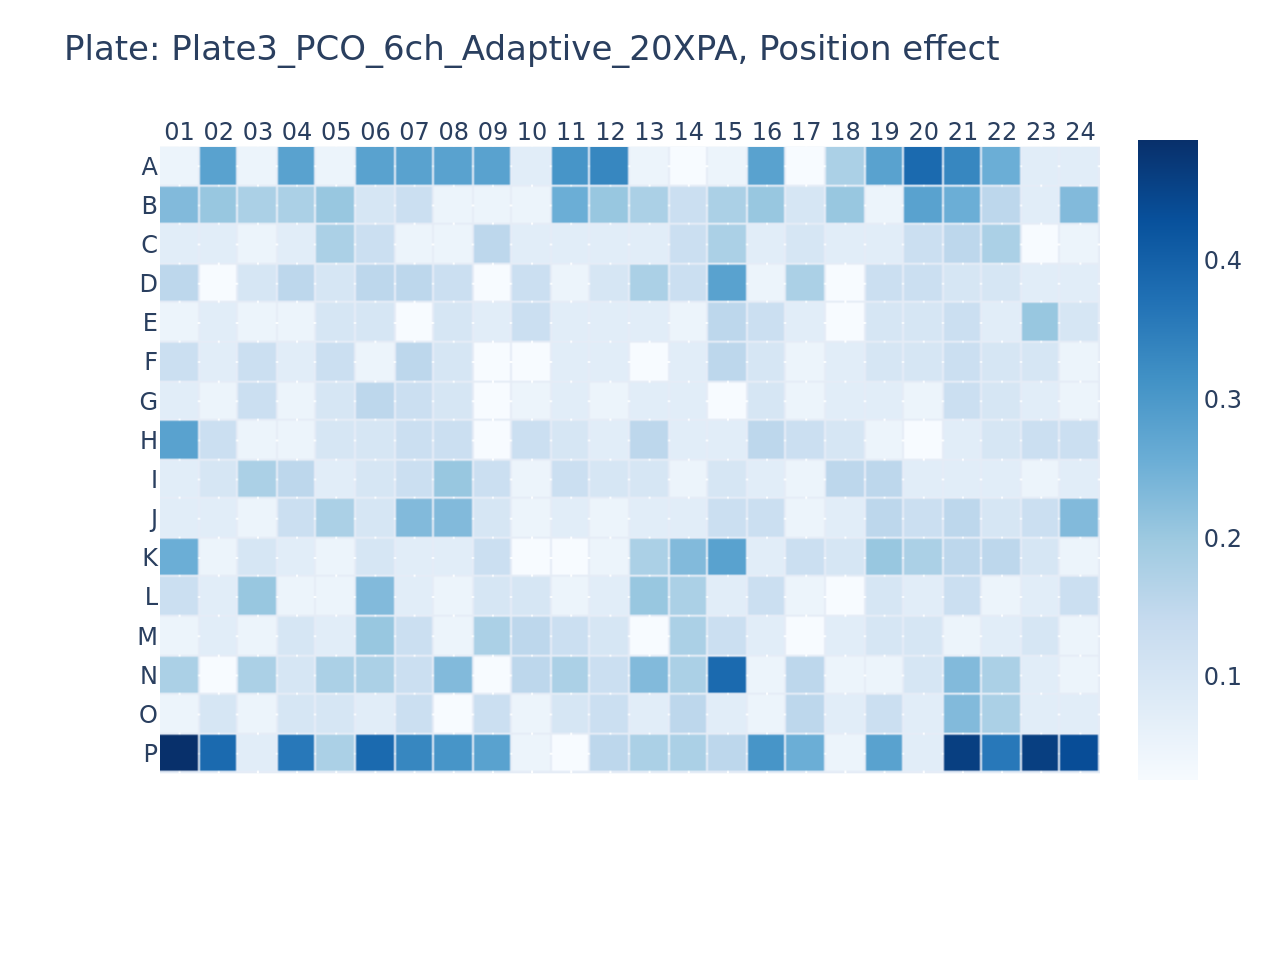 Plate: Plate3_PCO_6ch_Adaptive_20XPA, Position effect
01 02 03 04 05 06 07 08 09 10 11 12 13 14 15 16 17 18 19 20 21 22 23 24
A
B
C
D
E
F
G
H
I
J
K
L
M
N
O
P
0.4
0.3
0.2
0.1